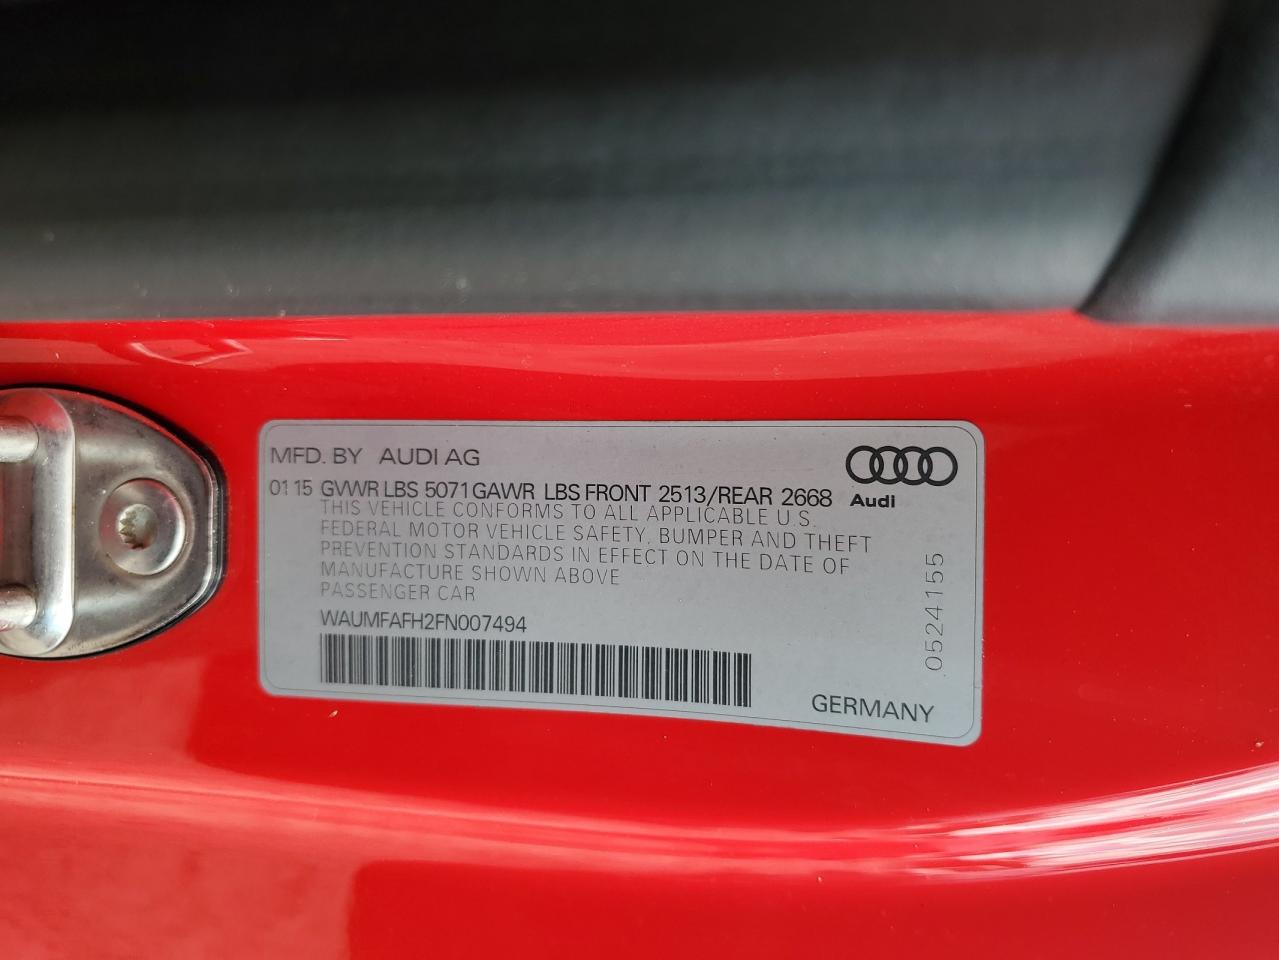 MFD. BY AUDI AG
01 15 GVWR LBS 5071 GAWR LBS FRONT 2513/REAR 2668
Audi
THIS VEHICLE CONFORMS TO ALL APPLICABLE U.S.
FEDERAL MOTOR VEHICLE SAFETY, BUMPER AND THEFT
PREVENTION STANDARDS IN EFFECT ON THE DATE OF
MANUFACTURE SHOWN ABOVE
PASSENGER CAR
WAUMFAFH2FN007494
GERMANY
0524155